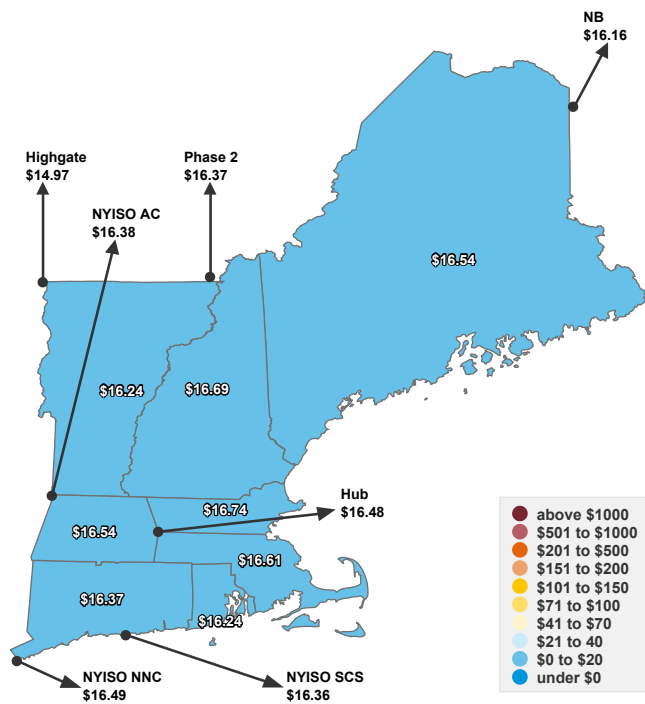 NB
$16.16
Highgate
$14.97
Phase 2
$16.37
NYISO AC
$16.38
$16.54
$16.24
$16.69
Hub
$16.48
$16.74
$16.54
$16.61
$16.37
$16.24
NYISO NNC
$16.49
NYISO SCS
$16.36
above $1000
$501 to $1000
$201 to $500
$151 to $200
$101 to $150
$71 to $100
$41 to $70
$21 to 40
$0 to $20
under $0